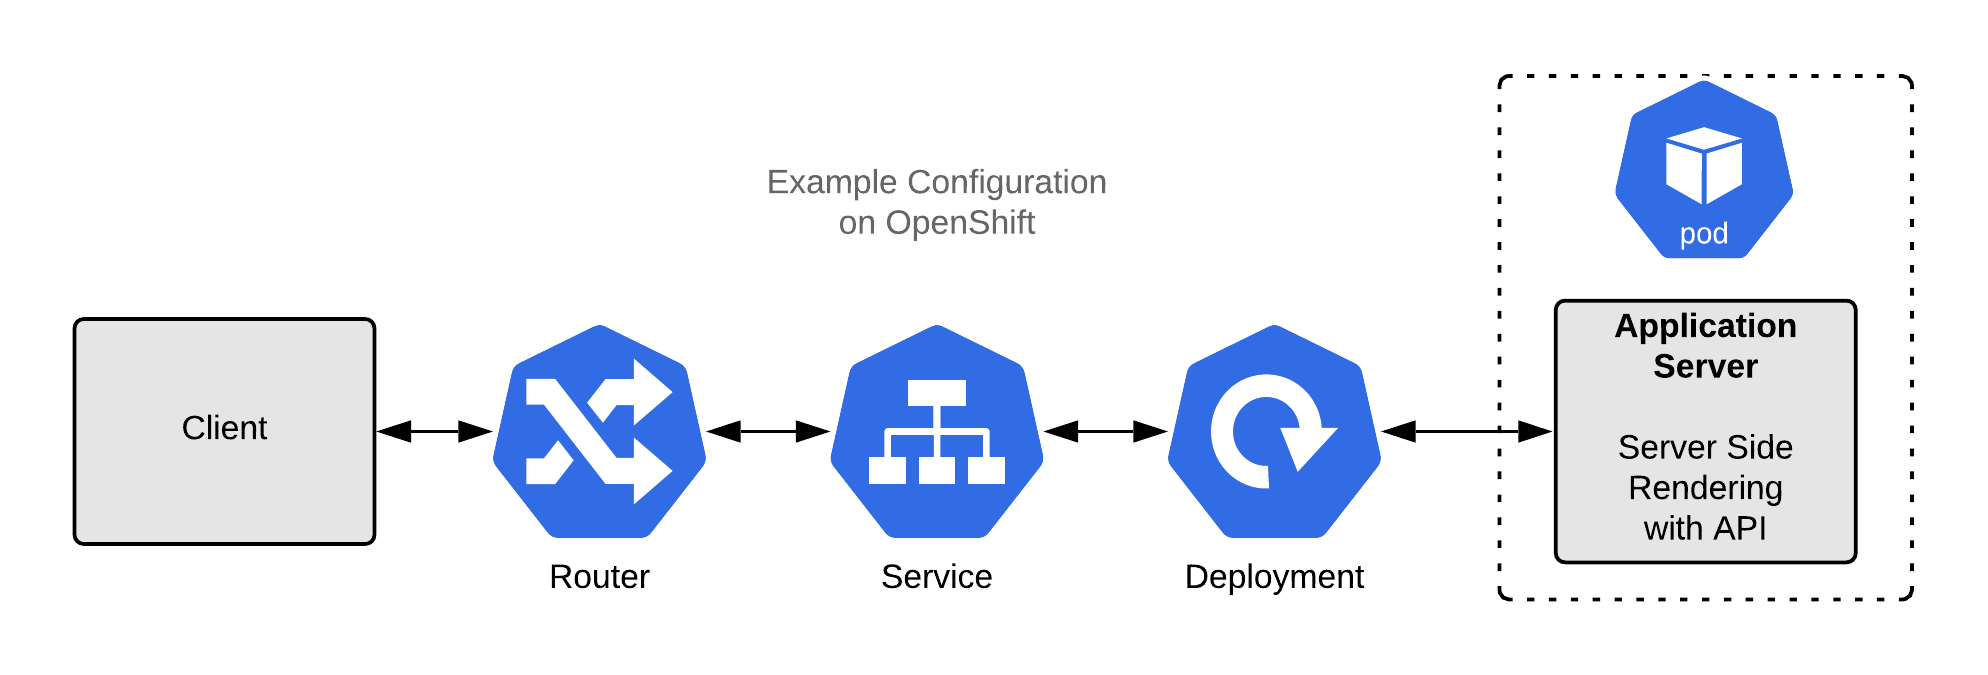 Example Configuration
on OpenShift
pod
Application
Server
Server Side
Rendering
with API
Client
Router
Service
Deployment